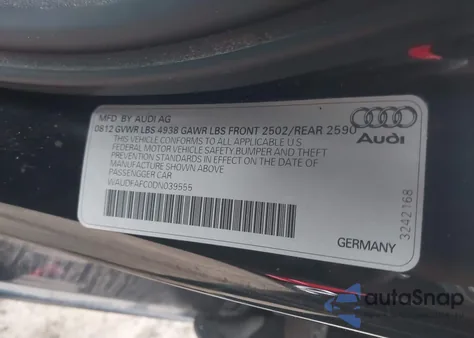 MFD. BY AUDI AG
0812 GVWR LBS 4938 GAWR LBS FRONT 2502/REAR 2590
THIS VEHICLE CONFORMS TO ALL U.S.
FEDERAL MOTOR VEHICLE SAFETY, BUMPER AND THEFT
PREVENTION STANDARDS IN EFFECT ON THE DATE OF
MANUFACTURE SHOWN ABOVE
PASSENGGER CAR
WAUDFAFC0DN039555
Audi
3242168
GERMANY
autoSnap